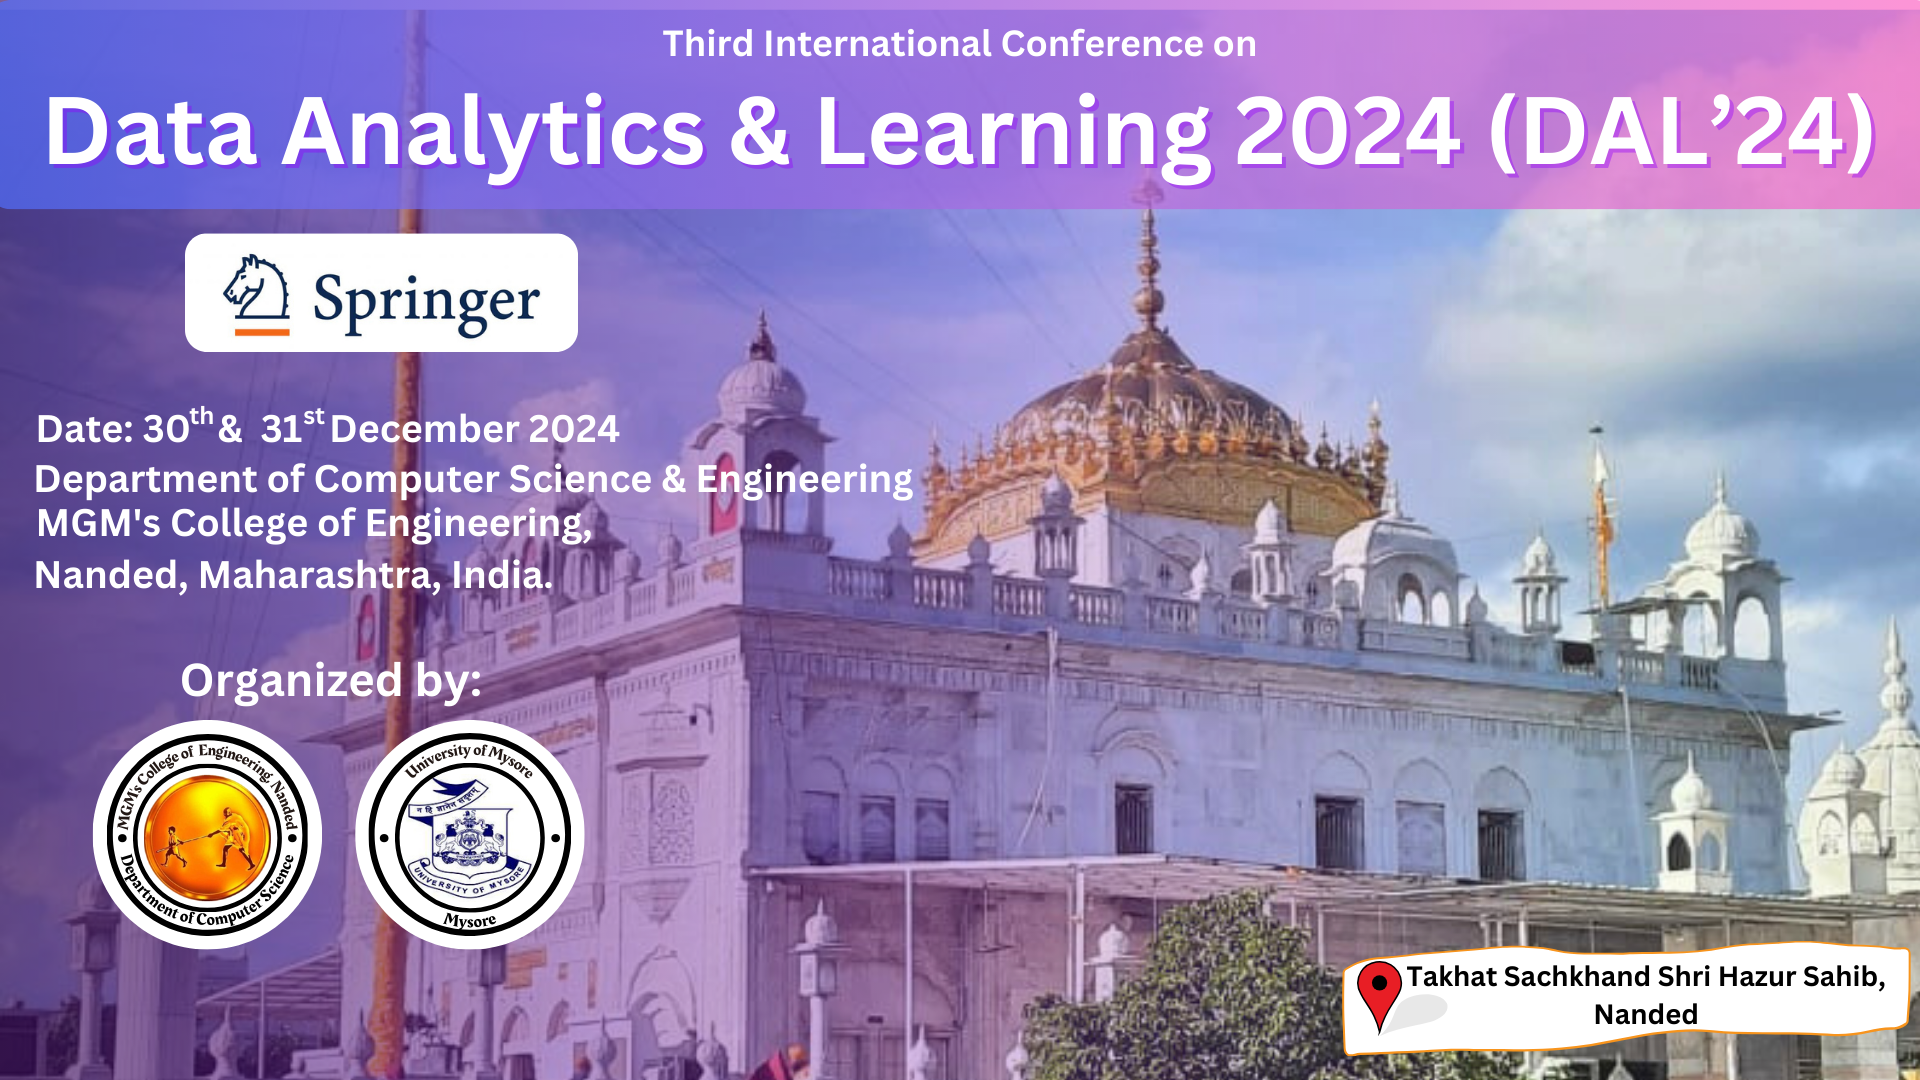 Third International Conference on
Data Analytics & Learning 2024 (DAL’24)
Springer
Date: 30th & 31st December 2024
Department of Computer Science & Engineering
MGM's College of Engineering,
Nanded, Maharashtra, India.
Organized by:
MGM's College of Engineering, Nanded
Department of Computer Science
University of Mysore
न हि ज्ञानेन सदृशम्
UNIVERSITY OF MYSORE
Mysore
Takhat Sachkhand Shri Hazur Sahib,
Nanded